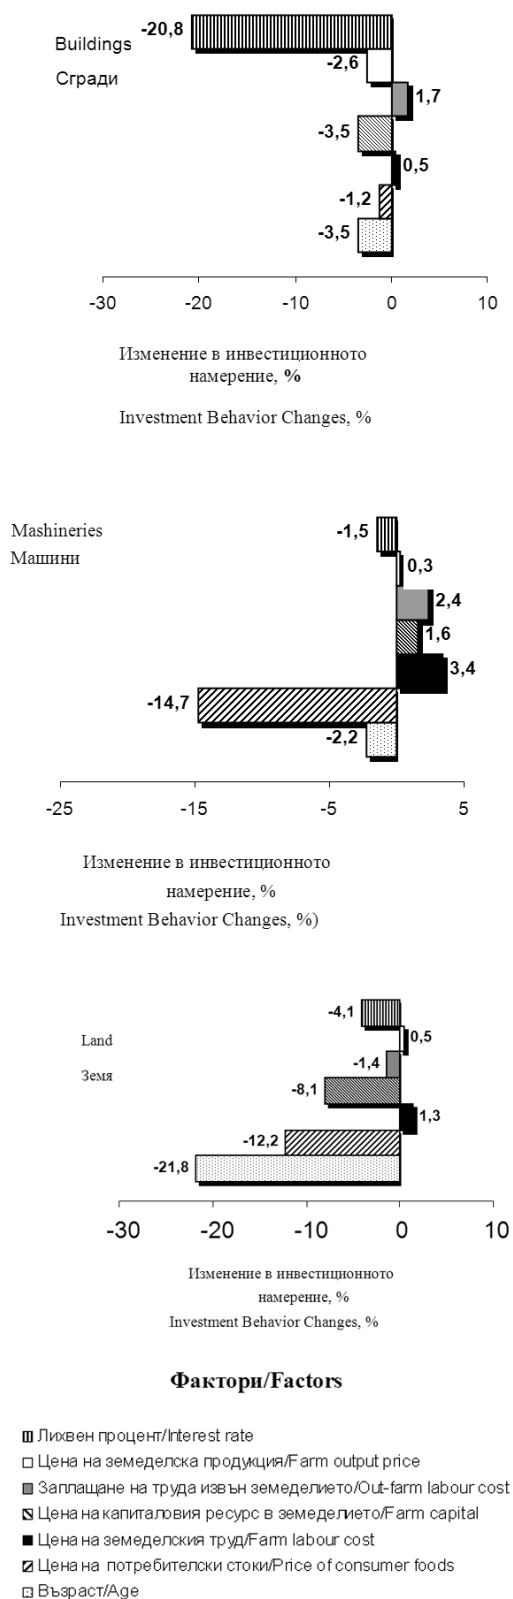 -20,8
Buildings
-2,6
Сгради
1,7
-3,5
0,5
-1,2
-3,5
-30 -20 -10 0 10
Изменение в инвестиционното
намерение, %
Investment Behavior Changes, %
Mashineries
-1,5
Машини
0,3
2,4
1,6
3,4
-14,7
-2,2
-25 -15 -5 5
Изменение в инвестиционното
намерение, %
Investment Behavior Changes, %)
-4,1
Land
0,5
-1,4
Земя
-8,1
1,3
-12,2
-21,8
-30 -20 -10 0 10
Изменение в инвестиционното
намерение, %
Investment Behavior Changes, %
Фактори/Factors
Лихвен процент/Interest rate
Цена на земеделска продукция/Farm output price
Заплащане на труда извън земеделието/Out-farm labour cost
Цена на капиталовия ресурс в земеделието/Farm capital
Цена на земеделския труд/Farm labour cost
Цена на потребителски стоки/Price of consumer foods
Възраст/Age